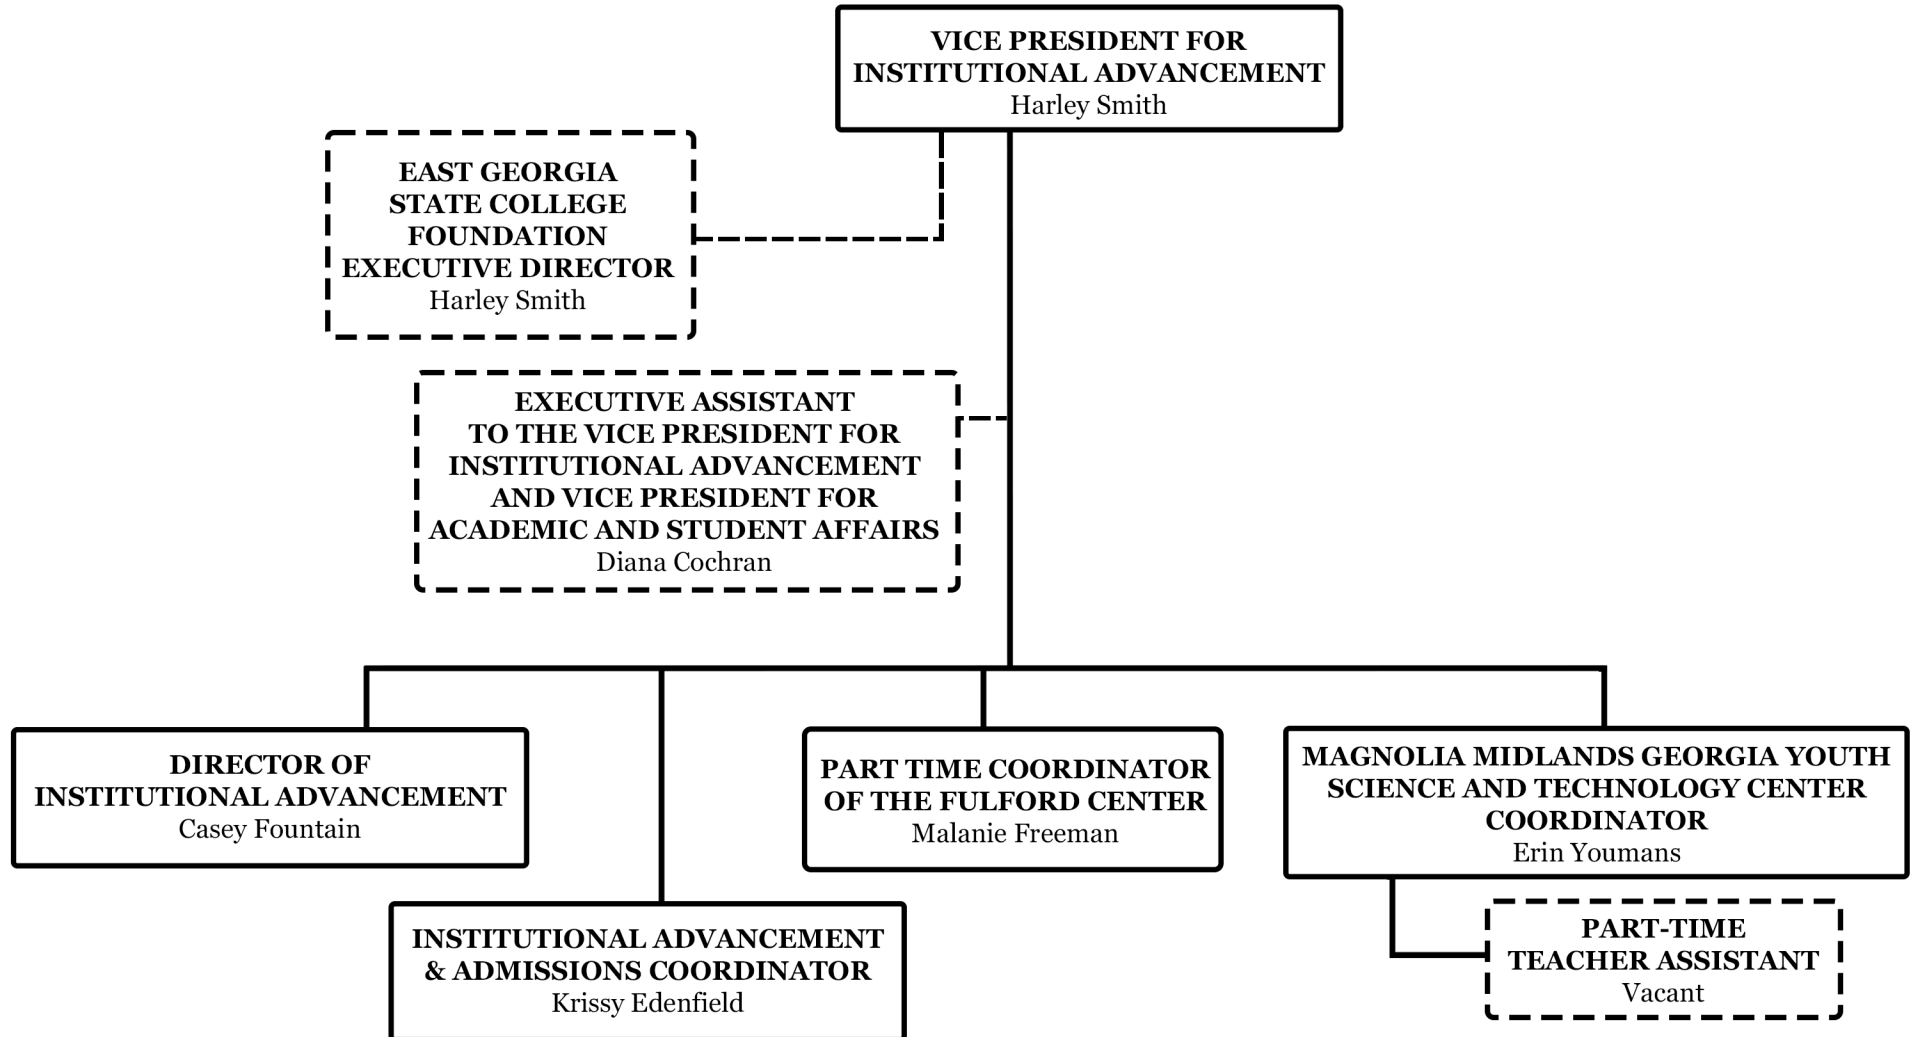 VICE PRESIDENT FOR
INSTITUTIONAL ADVANCEMENT
Harley Smith
EAST GEORGIA
STATE COLLEGE
FOUNDATION
EXECUTIVE DIRECTOR
Harley Smith
EXECUTIVE ASSISTANT
TO THE VICE PRESIDENT FOR
INSTITUTIONAL ADVANCEMENT
AND VICE PRESIDENT FOR
ACADEMIC AND STUDENT AFFAIRS
Diana Cochran
DIRECTOR OF
INSTITUTIONAL ADVANCEMENT
Casey Fountain
PART TIME COORDINATOR
OF THE FULFORD CENTER
Malanie Freeman
MAGNOLIA MIDLANDS GEORGIA YOUTH
SCIENCE AND TECHNOLOGY CENTER
COORDINATOR
Erin Youmans
INSTITUTIONAL ADVANCEMENT
& ADMISSIONS COORDINATOR
Krissy Edenfield
PART-TIME
TEACHER ASSISTANT
Vacant